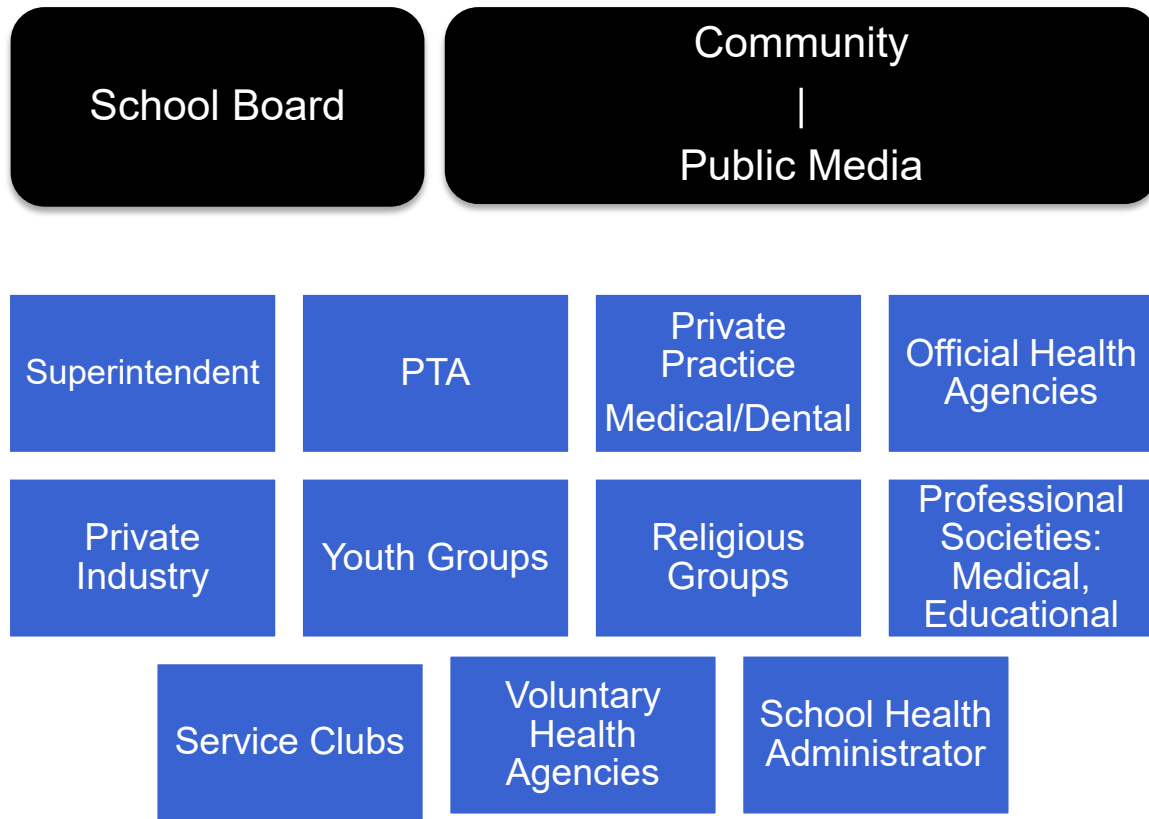 School Board
Community
|
Public Media
Superintendent
PTA
Private
Practice
Medical/Dental
Official Health
Agencies
Private
Industry
Youth Groups
Religious
Groups
Professional
Societies:
Medical,
Educational
Service Clubs
Voluntary
Health
Agencies
School Health
Administrator